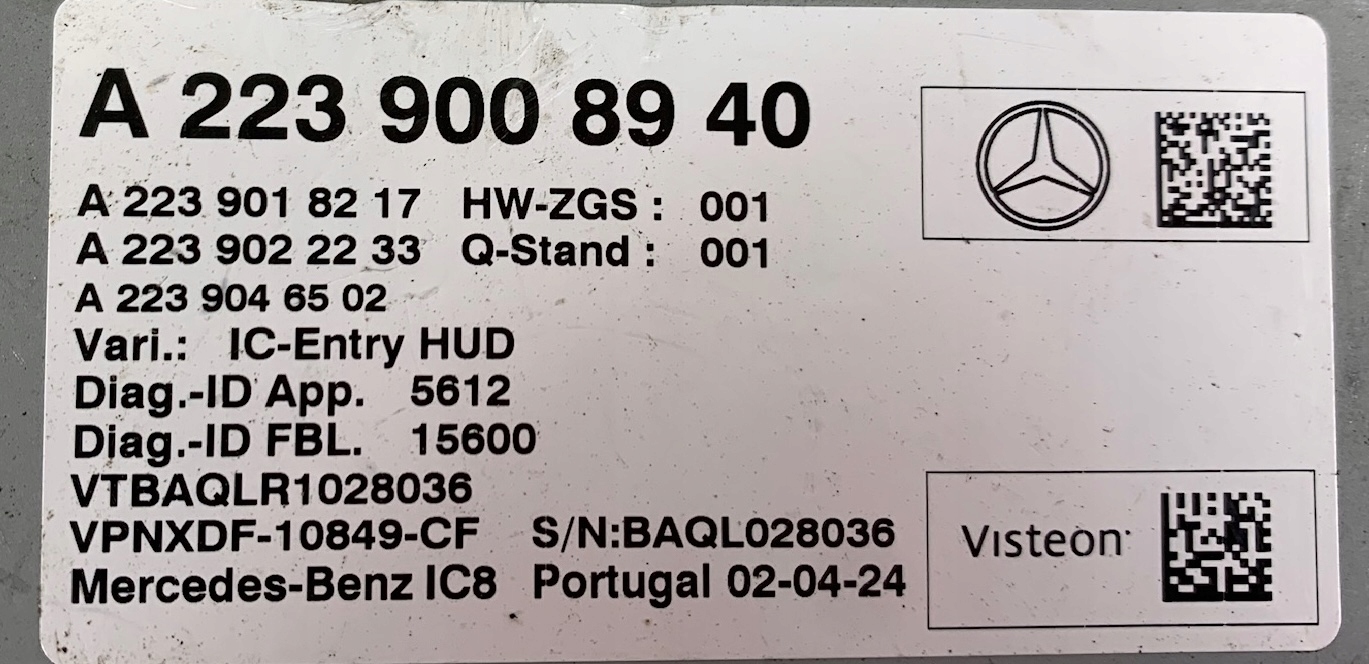 A 223 900 89 40
A 223 901 82 17 HW-ZGS : 001
A 223 902 22 33 Q-Stand : 001
A 223 904 65 02
Vari.: IC-Entry HUD
Diag.-ID App. 5612
Diag.-ID FBL. 15600
VTBAQLR1028036
VPNXDF-10849-CF S/N:BAQL028036
Mercedes-Benz IC8 Portugal 02-04-24
Visteon